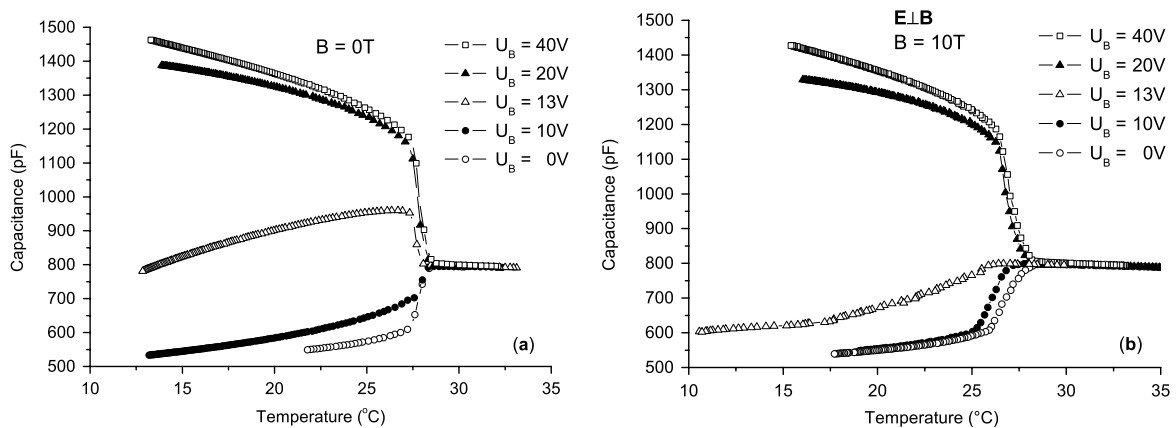 B = 0T
U_B = 40V
U_B = 20V
U_B = 13V
U_B = 10V
U_B = 0V
1500
1400
1300
1200
1100
1000
900
800
700
600
500
Capacitance (pF)
10 15 20 25 30 35
Temperature (°C)
(a)
E⊥B
B = 10T
U_B = 40V
U_B = 20V
U_B = 13V
U_B = 10V
U_B = 0V
1500
1400
1300
1200
1100
1000
900
800
700
600
500
Capacitance (pF)
10 15 20 25 30 35
Temperature (°C)
(b)